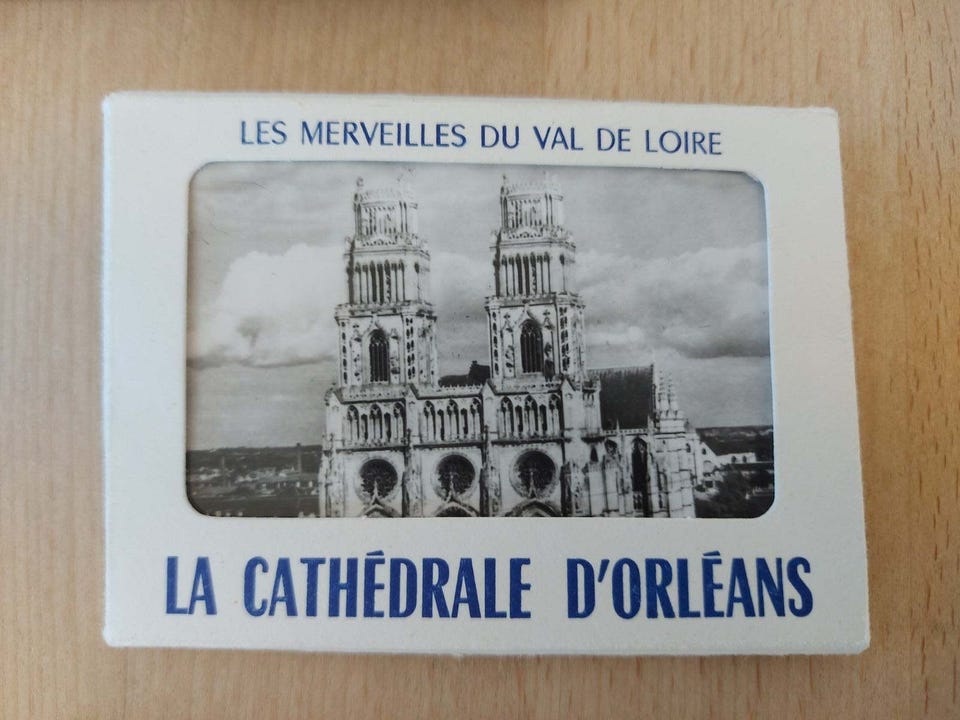 LES MERVEILLES DU VAL DE LOIRE
LA CATHÉDRALE D'ORLÉANS